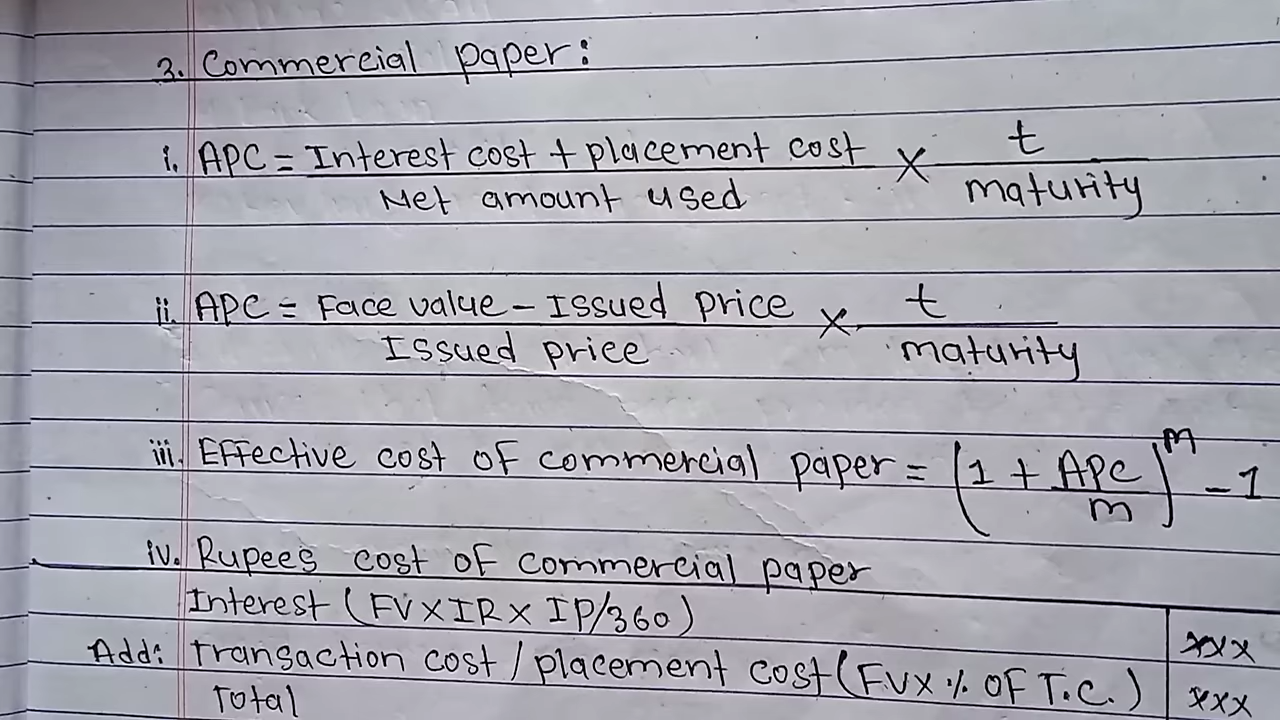 3. Commercial paper:
i. APC = Interest cost + placement cost / Net amount used × t / maturity
ii. APC = Face value - Issued price / Issued price × t / maturity
iii. Effective cost of commercial paper = (1 + APC/m)^m - 1
iv. Rupees cost of commercial paper
Interest (FV×IR×IP/360) xxx
Add: Transaction cost / placement cost (FV× % OF T.C.) xxx
Total